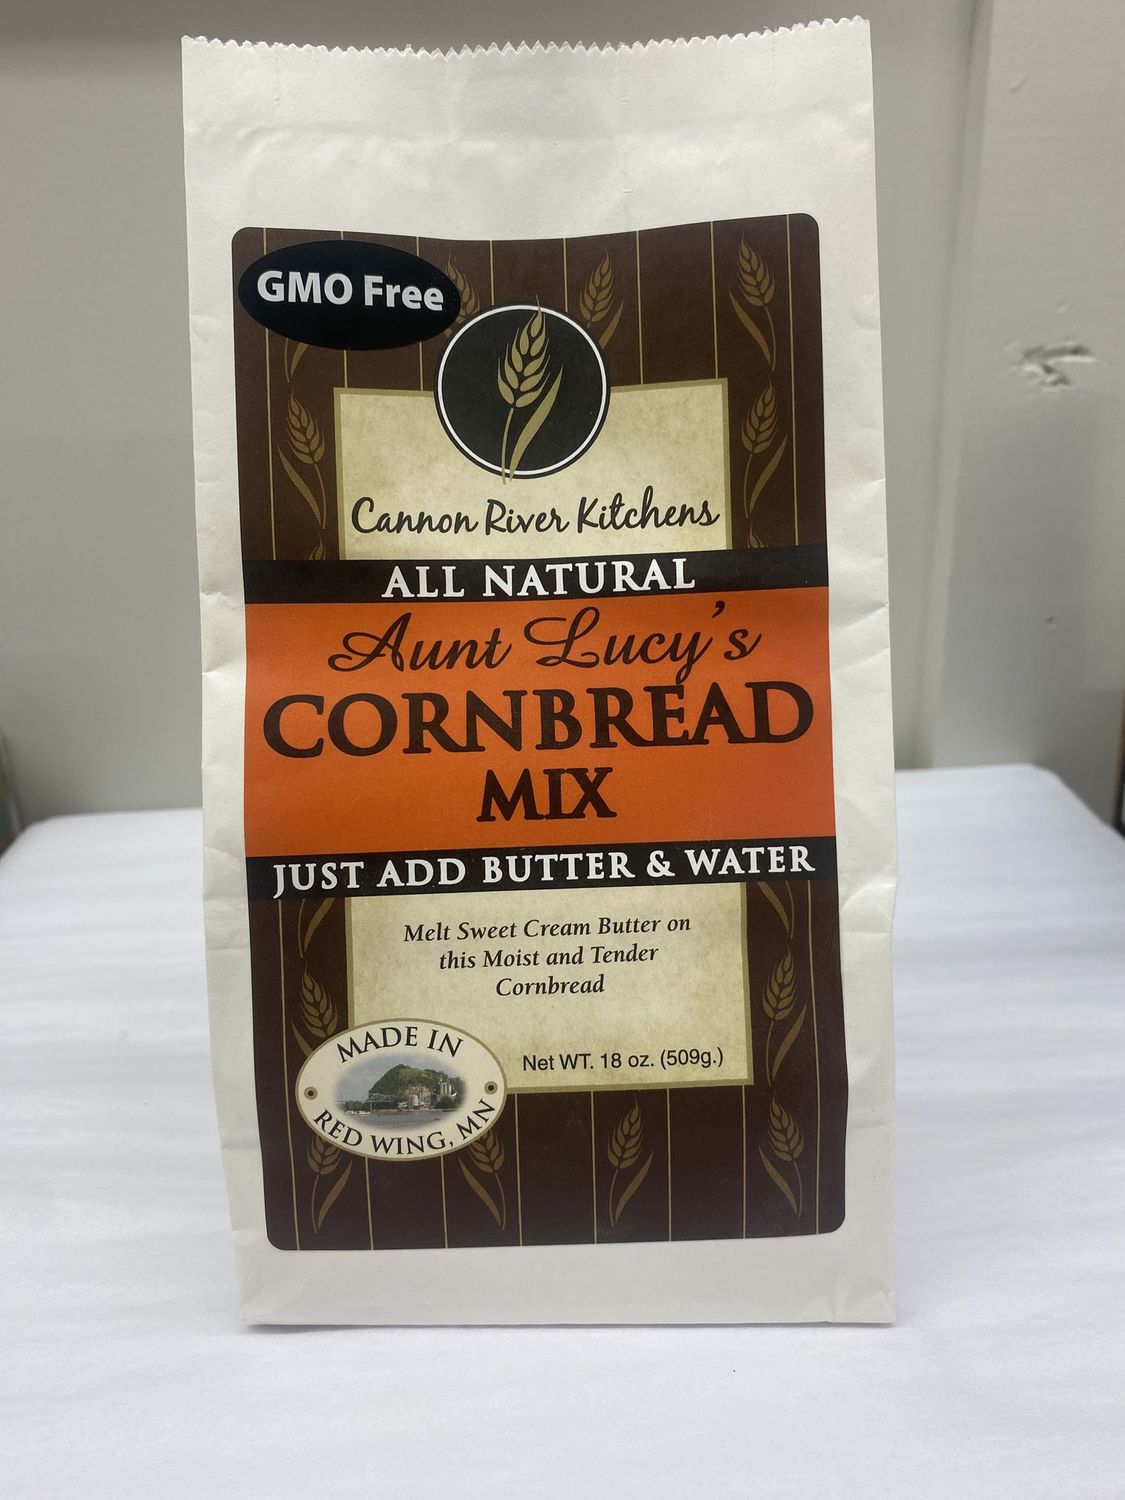 GMO Free
Cannon River Kitchens
ALL NATURAL
Aunt Lucy's
CORNBREAD
MIX
JUST ADD BUTTER & WATER
Melt Sweet Cream Butter on
this Moist and Tender
Cornbread
Net WT. 18 oz. (509g.)
MADE IN
RED WING, MN